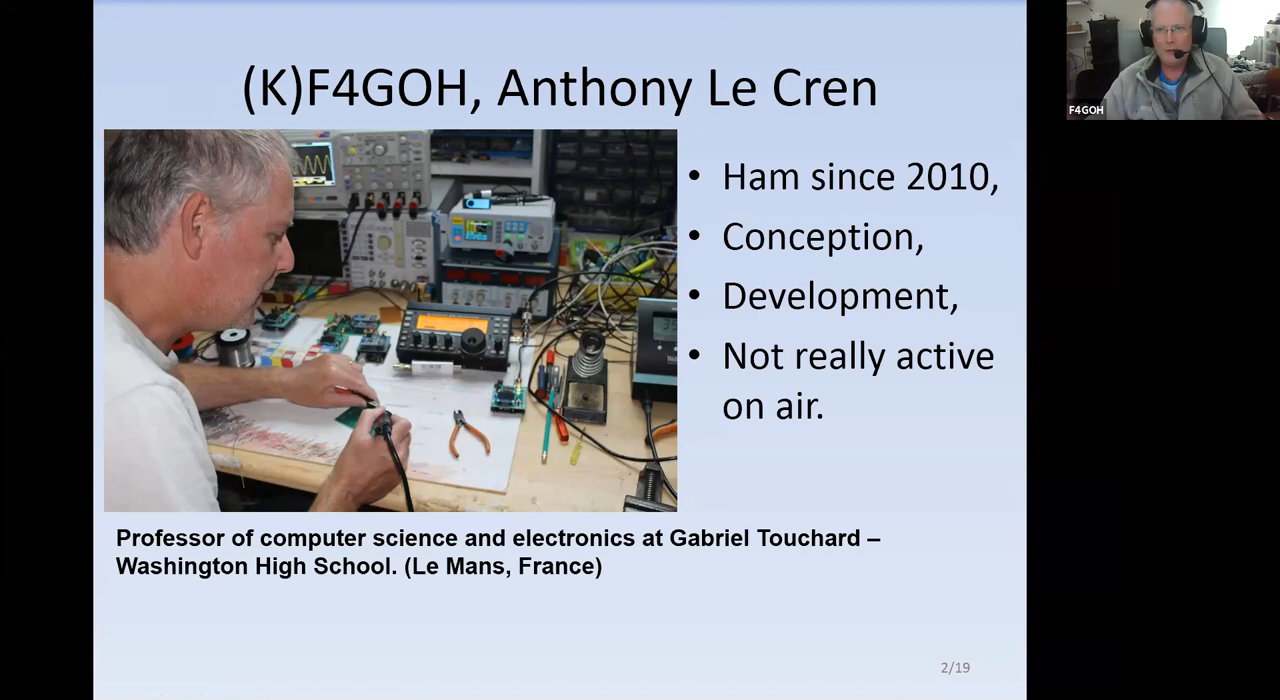 (K)F4GOH, Anthony Le Cren
F4GOH
• Ham since 2010,
• Conception,
• Development,
• Not really active
on air.
Professor of computer science and electronics at Gabriel Touchard –
Washington High School. (Le Mans, France)
2/19